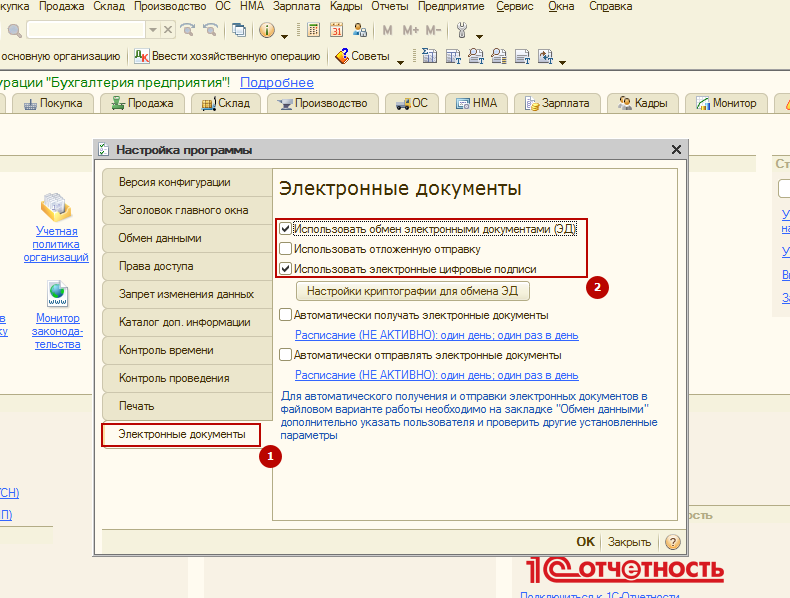 Продажа Склад Производство ОС НМА Зарплата Кадры Отчеты Предприятие Сервис Окна Справка
M M+ M-
основную организацию Ввести хозяйственную операцию Советы
"Бухгалтерия предприятия"! Подробнее
Покупка Продажа Склад Производство ОС НМА Зарплата Кадры Монитор
Настройка программы
Версия конфигурации
Заголовок главного окна
Обмен данными
Права доступа
Запрет изменения данных
Каталог доп. информации
Контроль времени
Контроль проведения
Печать
Электронные документы
1
Электронные документы
Использовать обмен электронными документами (ЭД)
Использовать отложенную отправку
Использовать электронные цифровые подписи
2
Настройки криптографии для обмена ЭД
Автоматически получать электронные документы
Расписание (НЕ АКТИВНО): один день; один раз в день
Автоматически отправлять электронные документы
Расписание (НЕ АКТИВНО): один день; один раз в день
Для автоматического получения и отправки электронных документов в
файловом варианте работы необходимо на закладке "Обмен данными"
дополнительно указать пользователя и проверить другие установленные
параметры
OK Закрыть ?
Учетная
политика
организаций
Монитор
законода-
тельства
1С-ОТЧЕТНОСТЬ
Подключиться к 1С-Отчетности